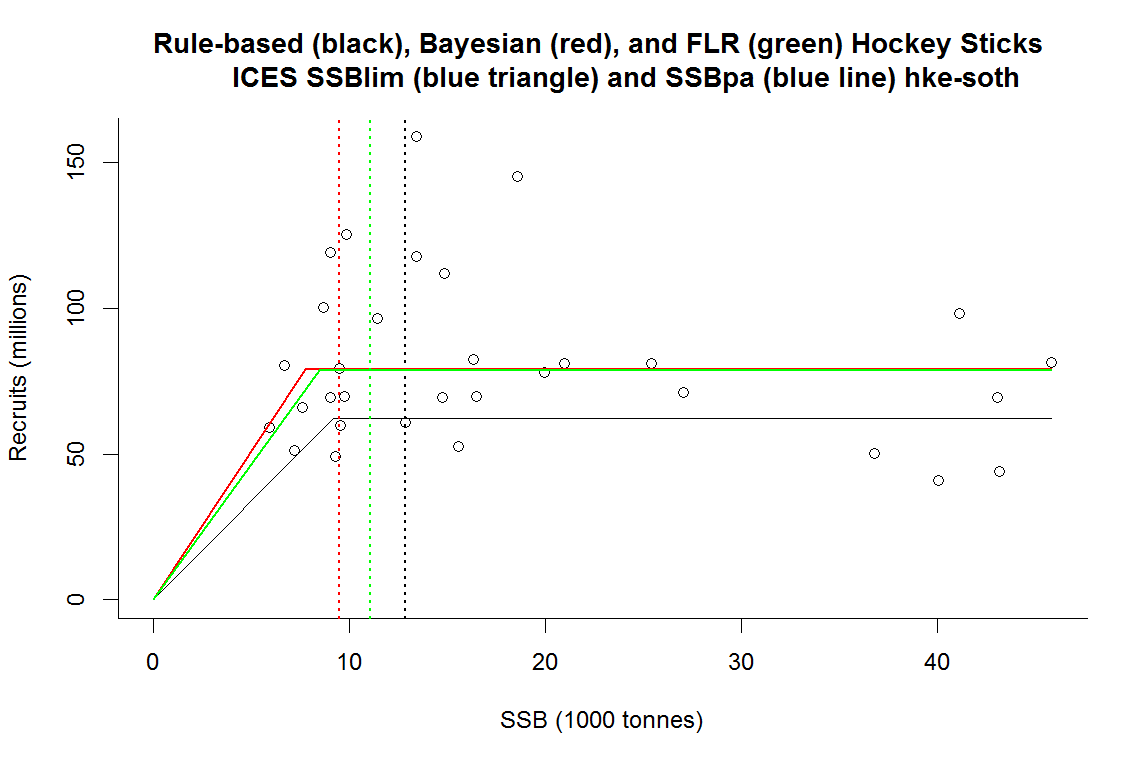 Rule-based (black), Bayesian (red), and FLR (green) Hockey Sticks
ICES SSBlim (blue triangle) and SSBpa (blue line) hke-soth
150
100
50
0
Recruits (millions)
0 10 20 30 40
SSB (1000 tonnes)